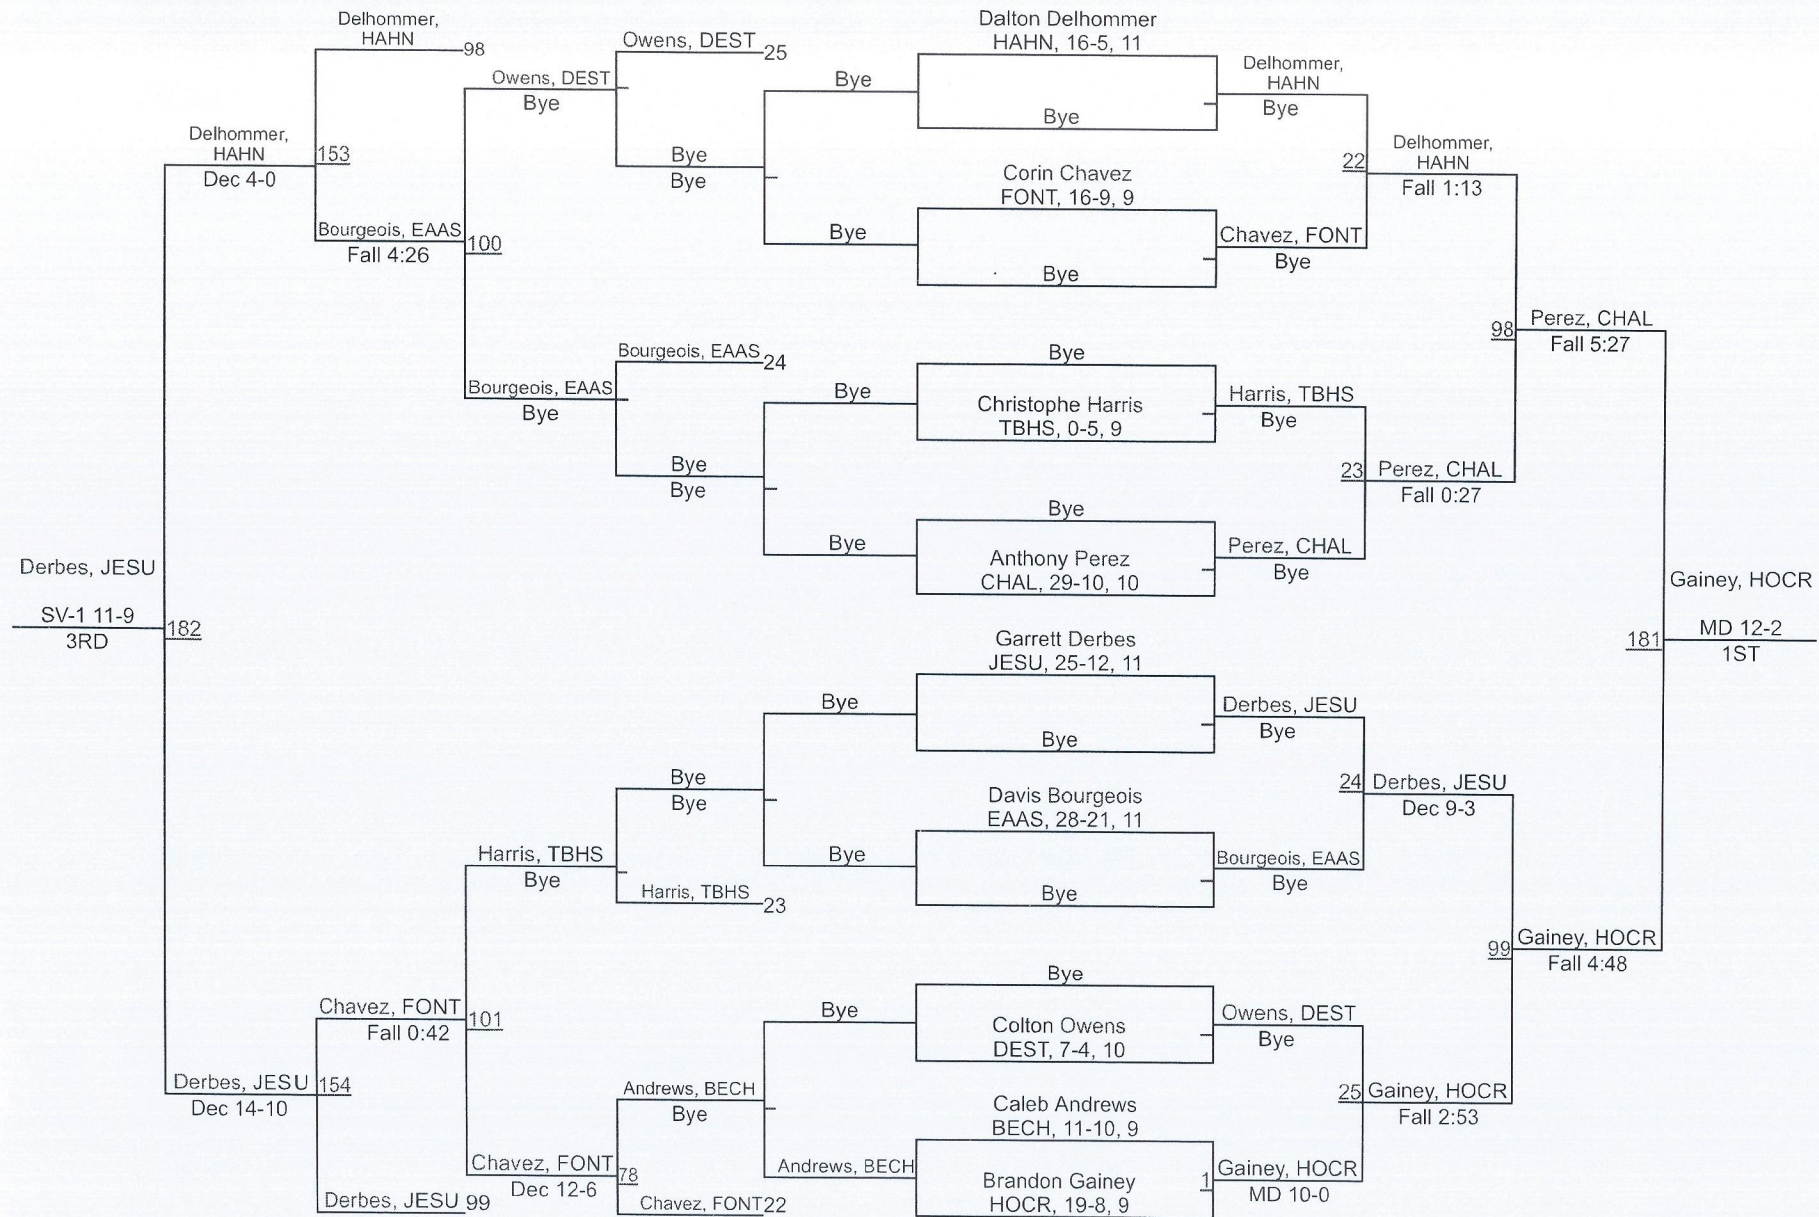 Delhommer,
HAHN
98
Delhommer,
HAHN
Dec 4-0
153
Bourgeois, EAAS
Fall 4:26
Owens, DEST
Bye
100
Bourgeois, EAAS
Bye
Owens, DEST
25
Bye
Bye
Bourgeois, EAAS
24
Bye
Bye
Bye
Bye
Bye
Bye
Dalton Delhommer
HAHN, 16-5, 11
Bye
Corin Chavez
FONT, 16-9, 9
Bye
Bye
Christophe Harris
TBHS, 0-5, 9
Bye
Anthony Perez
CHAL, 29-10, 10
Delhommer,
HAHN
Bye
22
Chavez, FONT
Bye
Delhommer,
HAHN
Fall 1:13
Harris, TBHS
Bye
23
Perez, CHAL
Fall 0:27
Perez, CHAL
Bye
98
Perez, CHAL
Fall 5:27
Derbes, JESU
SV-1 11-9
3RD
182
Gainey, HOCR
181
MD 12-2
1ST
Garrett Derbes
JESU, 25-12, 11
Bye
Davis Bourgeois
EAAS, 28-21, 11
Bye
Bye
Colton Owens
DEST, 7-4, 10
Caleb Andrews
BECH, 11-10, 9
Brandon Gainey
HOCR, 19-8, 9
1
Bye
Bye
Bye
Bye
Bye
Harris, TBHS
Bye
Harris, TBHS
23
Chavez, FONT
Fall 0:42
101
Derbes, JESU
Dec 14-10
154
Derbes, JESU
99
Chavez, FONT
Dec 12-6
78
Andrews, BECH
Bye
Chavez, FONT
22
Andrews, BECH
Derbes, JESU
Bye
24
Derbes, JESU
Dec 9-3
Bourgeois, EAAS
Bye
Owens, DEST
Bye
25
Gainey, HOCR
Fall 2:53
Gainey, HOCR
MD 10-0
99
Gainey, HOCR
Fall 4:48